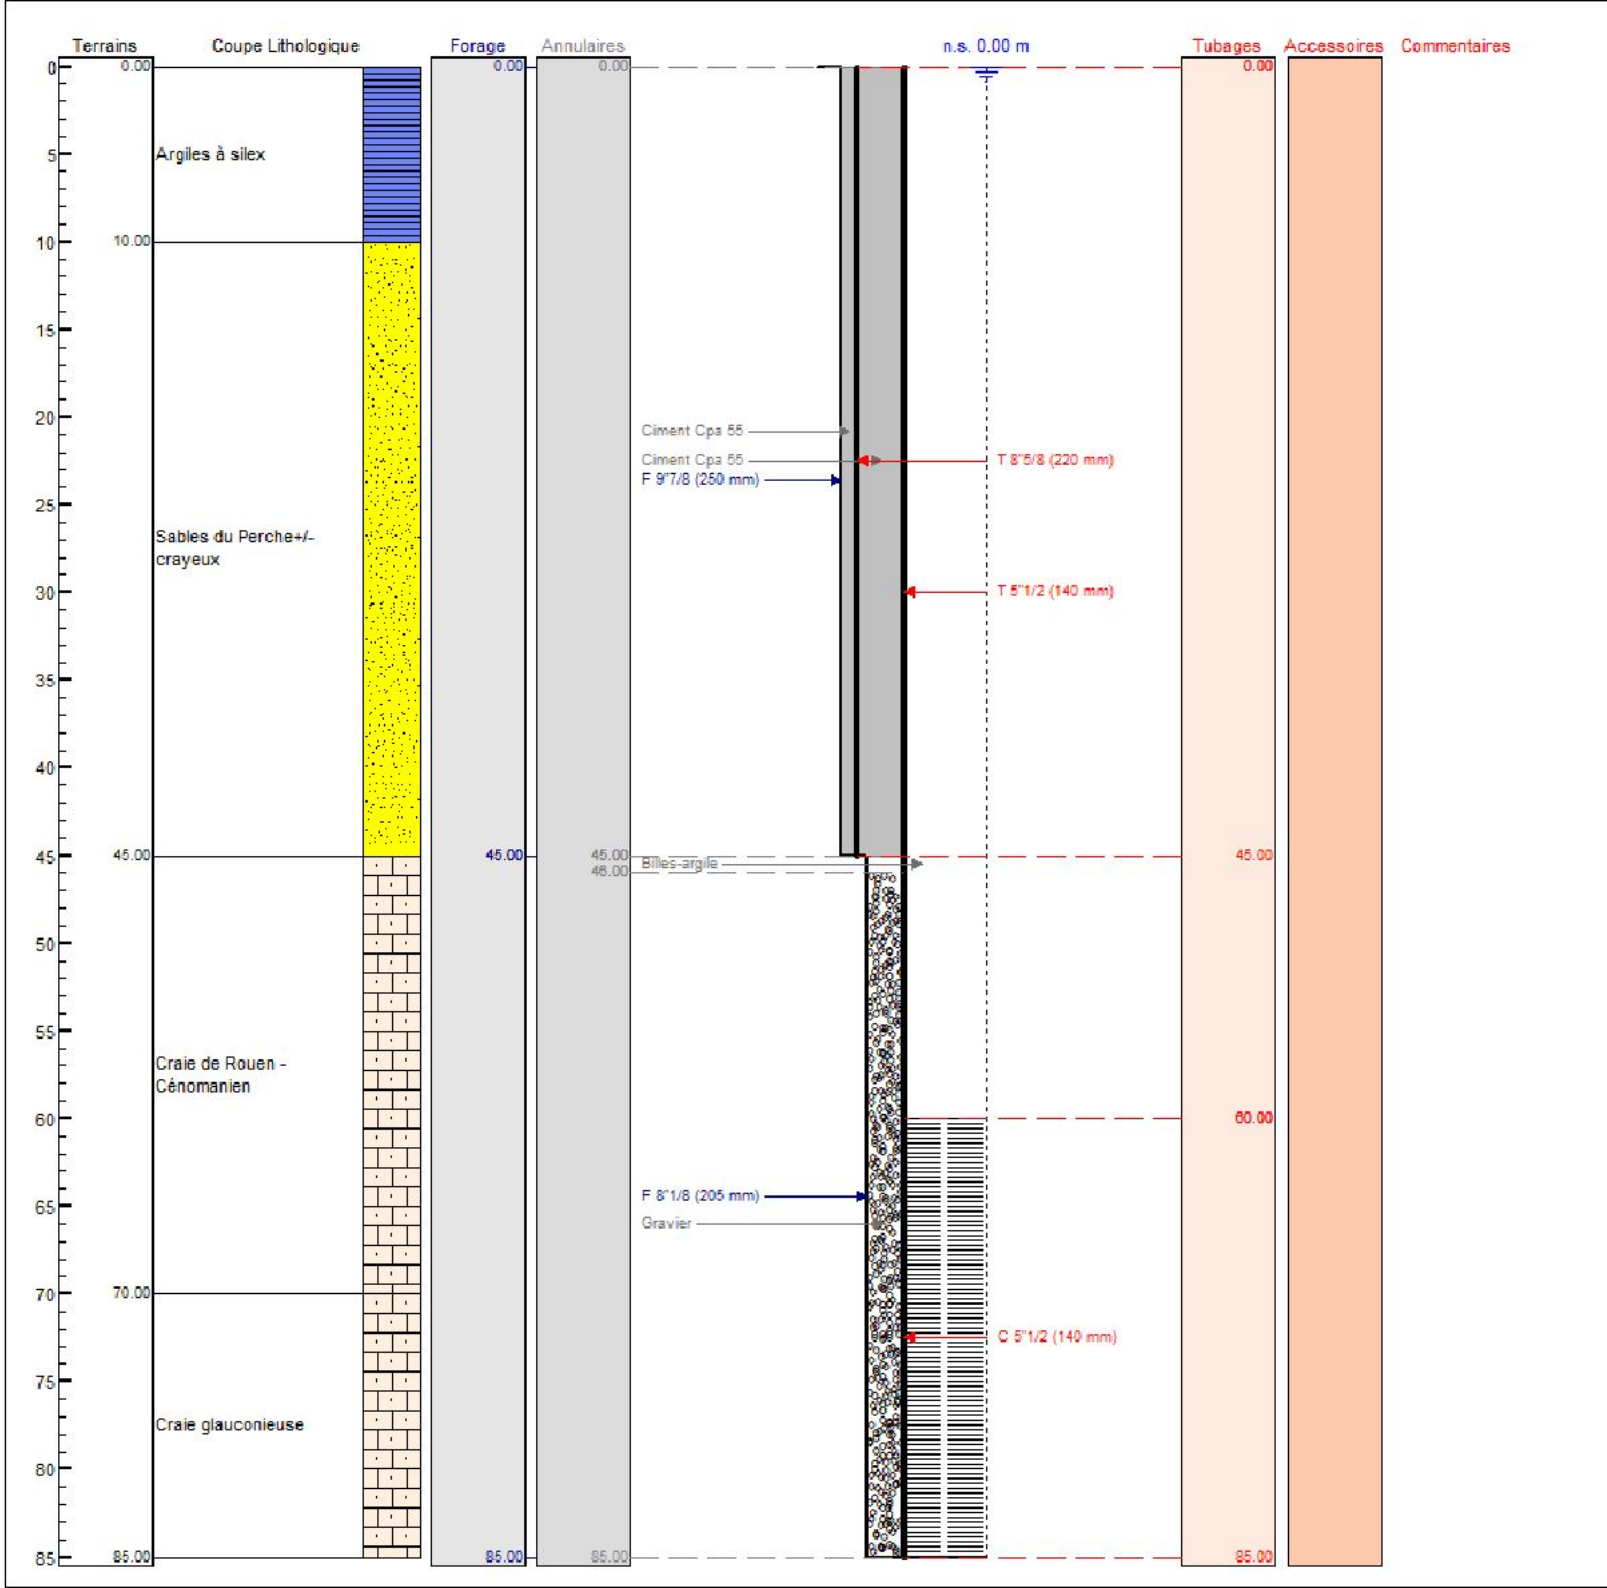 Terrains Coupe Lithologique Forage Annulaires n.s. 0.00 m Tubages Accessoires Commentaires
0 0.00 0.00 0.00 0.00
5 Argiles à silex
10 10.00
15
20
Ciment Cpa 55
Ciment Cpa 55 T 8"5/8 (220 mm)
F 9"7/8 (250 mm)
25
Sables du Perche+/-
crayeux
30 T 5"1/2 (140 mm)
35
40
45 45.00 45.00 45.00 45.00
Billes-argile
46.00
50
55
Craie de Rouen -
Cénomanien
60 60.00
F 8"1/8 (205 mm)
65
Gravier
70 70.00
C 5"1/2 (140 mm)
75
Craie glauconieuse
80
85 85.00 85.00 85.00 85.00